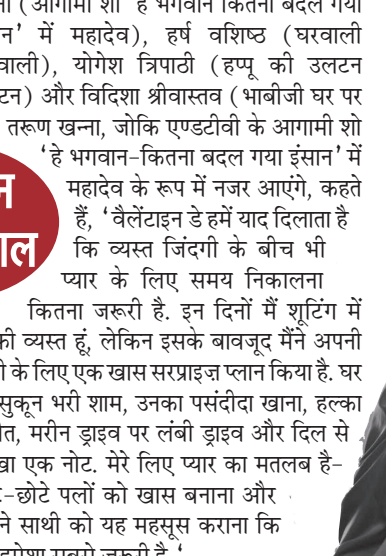 (आगामी शो 'हे भगवान कितना बदल गया
में महादेव), हर्ष वशिष्ठ (घरवाली
योगेश त्रिपाठी (हप्पू की उलटन
और विदिशा श्रीवास्तव (भाबीजी घर पर
तरूण खन्ना, जोकि एण्डटीवी के आगामी शो
'हे भगवान-कितना बदल गया इंसान' में
महादेव के रूप में नजर आएंगे, कहते
हैं, 'वैलेंटाइन डे हमें याद दिलाता है
कि व्यस्त जिंदगी के बीच भी
प्यार के लिए समय निकालना
कितना जरूरी है. इन दिनों मैं शूटिंग में
व्यस्त हूं, लेकिन इसके बावजूद मैंने अपनी
के लिए एक खास सरप्राइज़ प्लान किया है. घर
सुकून भरी शाम, उनका पसंदीदा खाना, हल्का
मरीन ड्राइव पर लंबी ड्राइव और दिल से
एक नोट. मेरे लिए प्यार का मतलब है-
-छोटे पलों को खास बनाना और
साथी को यह महसूस कराना कि